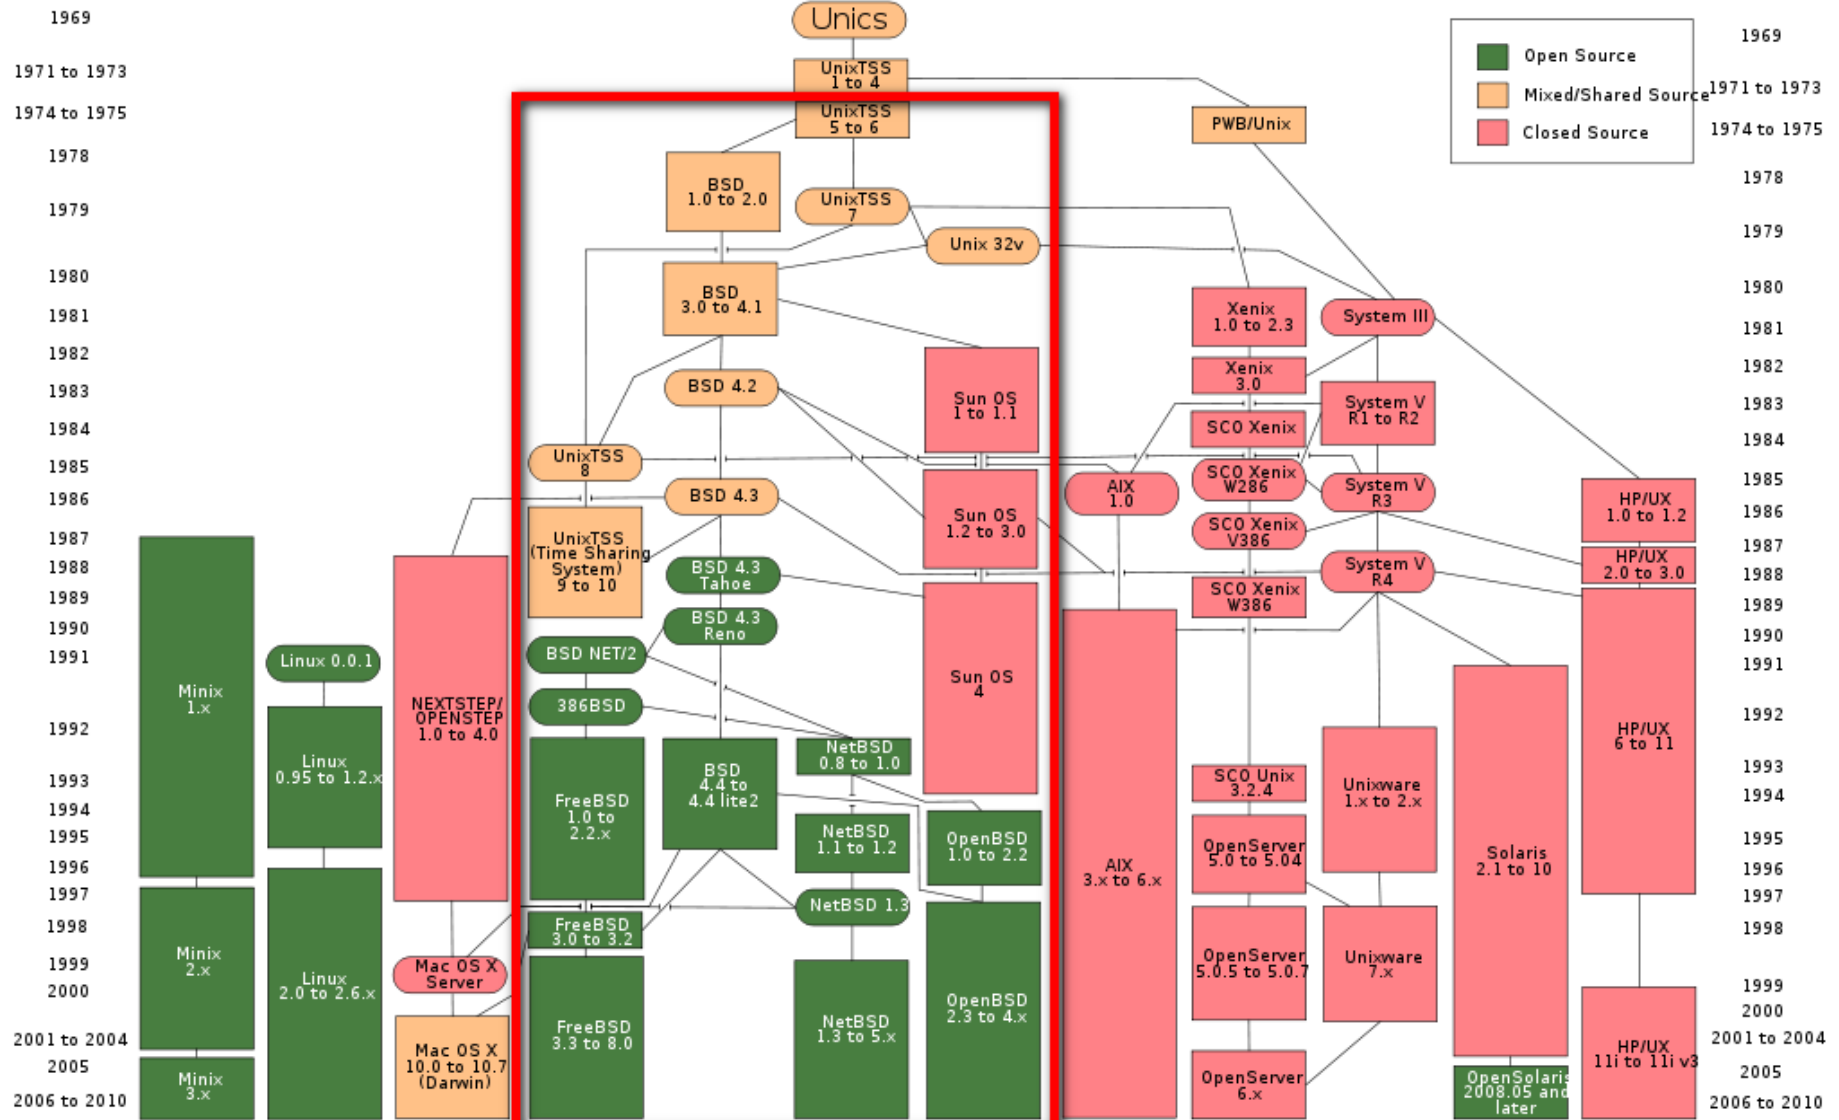 1969
Unics
1969
Open Source
1971 to 1973
UnixTSS
1 to 4
Mixed/Shared Source
1971 to 1973
1974 to 1975
UnixTSS
5 to 6
PWB/Unix
Closed Source
1974 to 1975
1978
BSD
1.0 to 2.0
1978
1979
UnixTSS
7
Unix 32v
1979
1980
BSD
3.0 to 4.1
1980
Xenix
1.0 to 2.3
System III
1981
1981
1982
Xenix
3.0
1982
1983
BSD 4.2
Sun OS
1 to 1.1
System V
R1 to R2
1983
1984
SCO Xenix
1984
UnixTSS
8
1985
SCO Xenix
W286
1985
1986
BSD 4.3
AIX
1.0
System V
R3
HP/UX
1.0 to 1.2
1986
Sun OS
1.2 to 3.0
SCO Xenix
V386
1987
UnixTSS
(Time Sharing
System)
9 to 10
1987
HP/UX
2.0 to 3.0
1988
BSD 4.3
Tahoe
System V
R4
1988
1989
SCO Xenix
W386
1989
1990
BSD 4.3
Reno
1990
1991
Linux 0.0.1
BSD NET/2
1991
Minix
1.x
NEXTSTEP/
OPENSTEP
1.0 to 4.0
386BSD
Sun OS
4
1992
1992
HP/UX
6 to 11
Linux
0.95 to 1.2.x
NetBSD
0.8 to 1.0
1993
BSD
4.4 to
4.4 lite2
SCO Unix
3.2.4
Unixware
1.x to 2.x
1993
1994
FreeBSD
1.0 to
2.2.x
1994
1995
NetBSD
1.1 to 1.2
OpenBSD
1.0 to 2.2
OpenServer
5.0 to 5.04
Solaris
2.1 to 10
1995
1996
AIX
3.x to 6.x
1996
1997
NetBSD 1.3
1997
1998
FreeBSD
3.0 to 3.2
1998
Minix
2.x
1999
Mac OS X
Server
Linux
2.0 to 2.6.x
OpenServer
5.0.5 to 5.0.7
Unixware
7.x
1999
2000
OpenBSD
2.3 to 4.x
2000
2001 to 2004
FreeBSD
3.3 to 8.0
NetBSD
1.3 to 5.x
2001 to 2004
2005
Mac OS X
10.0 to 10.7
(Darwin)
HP/UX
11i to 11i v3
2005
Minix
3.x
OpenServer
6.x
OpenSolaris
2008.05 and
later
2006 to 2010
2006 to 2010